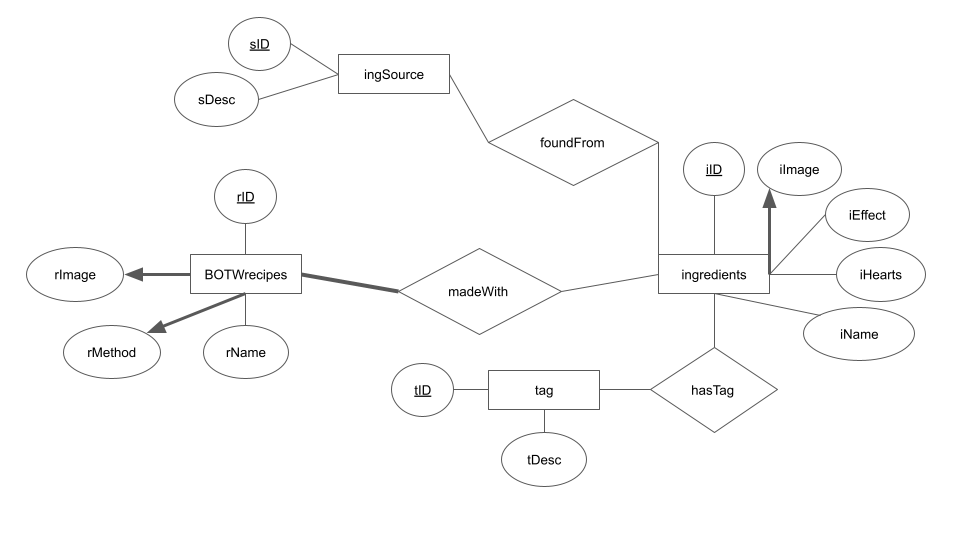 sID
ingSource
sDesc
foundFrom
iID
iImage
rID
iEffect
rImage
BOTWrecipes
ingredients
iHearts
madeWith
iName
rMethod
rName
tID
tag
hasTag
tDesc